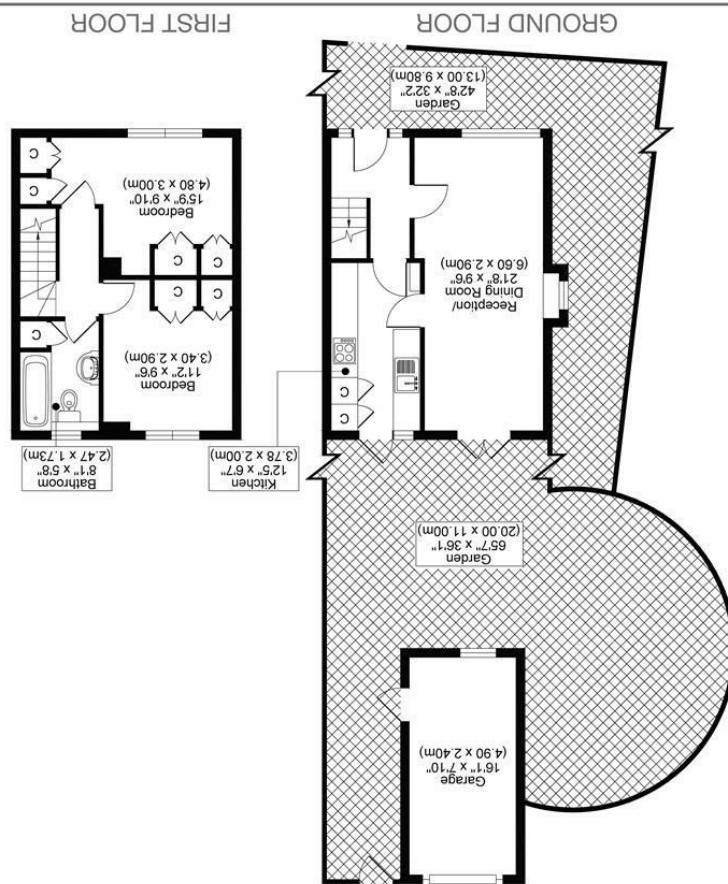 Garage
16'1" x 7'10"
(4.90 x 2.40m)
Garden
65'7" x 36'1"
(20.00 x 11.00m)
Kitchen
12'5" x 6'7"
(3.78 x 2.00m)
Bathroom
8'1" x 5'8"
(2.47 x 1.73m)
C
C
Reception/
Dining Room
21'8" x 9'6"
(6.60 x 2.90m)
Bedroom
11'2" x 9'6"
(3.40 x 2.90m)
C
C
C
C
C
Bedroom
15'9" x 9'10"
(4.80 x 3.00m)
C
C
Garden
42'8" x 32'2"
(13.00 x 9.80m)
GROUND FLOOR
FIRST FLOOR